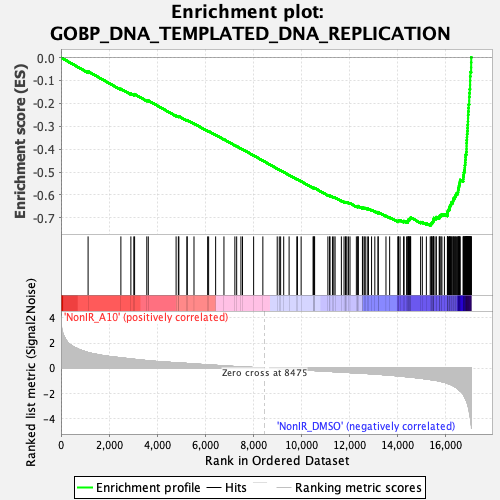 Enrichment plot:
GOBP_DNA_TEMPLATED_DNA_REPLICATION
Enrichment score (ES)
0.0
-0.1
-0.2
-0.3
-0.4
-0.5
-0.6
-0.7
'NonIR_A10' (positively correlated)
Ranked list metric (Signal2Noise)
4
2
0
-2
-4
Zero cross at 8475
'NonIR_DMSO' (negatively correlated)
0 2,000 4,000 6,000 8,000 10,000 12,000 14,000 16,000
Rank in Ordered Dataset
Enrichment profile Hits Ranking metric scores